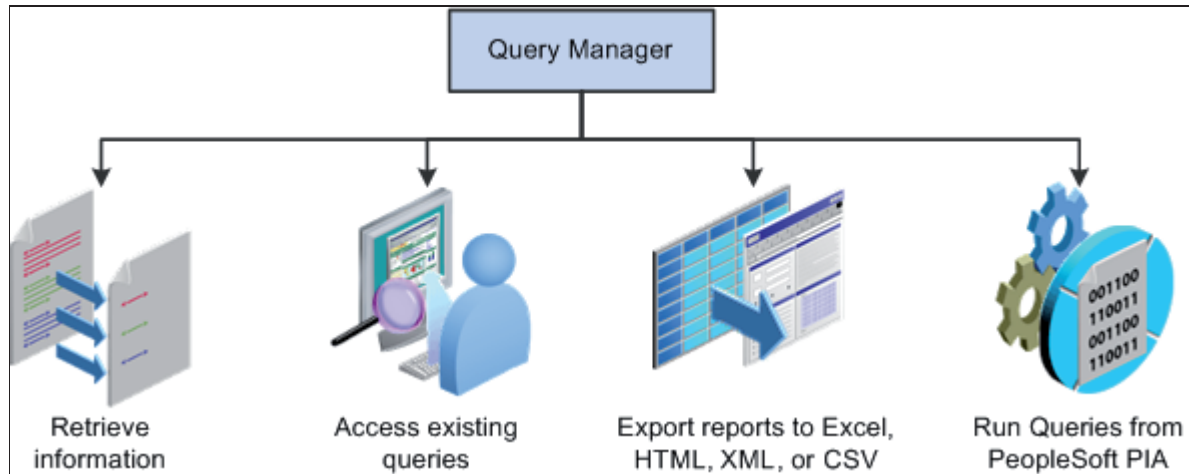 Query Manager
Retrieve
information
Access existing
queries
Export reports to Excel,
HTML, XML, or CSV
001100
110011
001100
110011
Run Queries from
PeopleSoft PIA